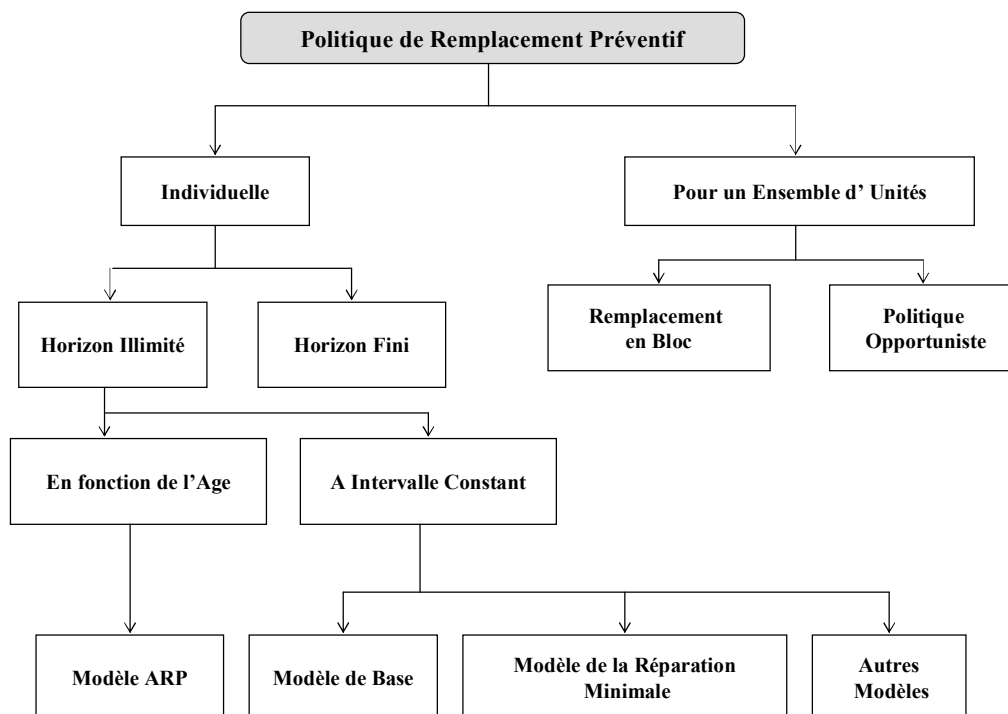 Politique de Remplacement Préventif
Individuelle
Pour un Ensemble d’ Unités
Horizon Illimité
Horizon Fini
Remplacement
en Bloc
Politique
Opportuniste
En fonction de l’Age
A Intervalle Constant
Modèle ARP
Modèle de Base
Modèle de la Réparation
Minimale
Autres
Modèles